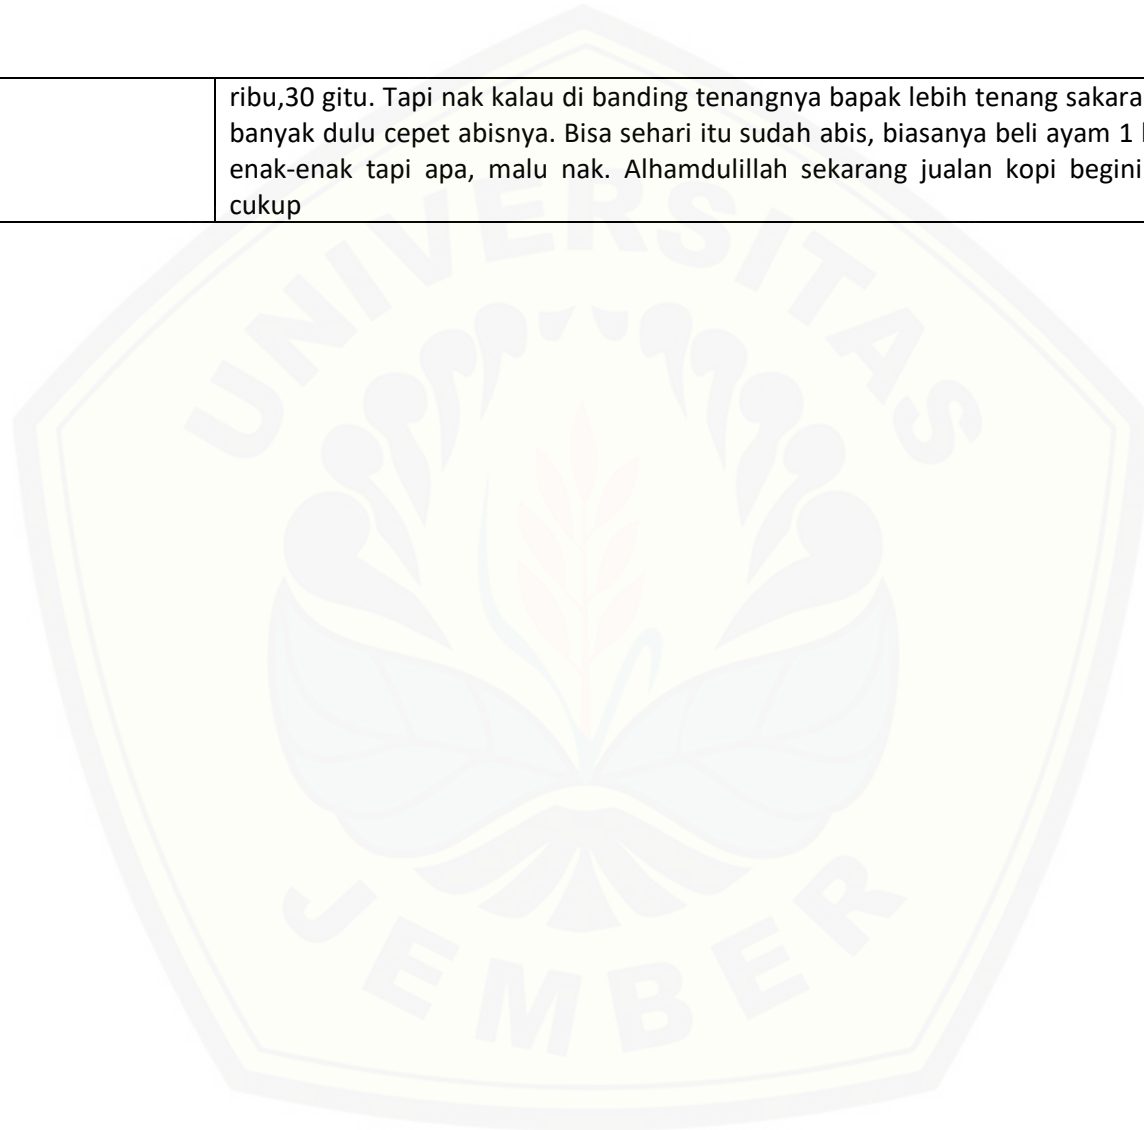 ribu,30 gitu. Tapi nak kalau di banding tenangnya bapak lebih tenang sakara
banyak dulu cepet abisnya. Bisa sehari itu sudah abis, biasanya beli ayam 1
enak-enak tapi apa, malu nak. Alhamdulillah sekarang jualan kopi begini
cukup
UNIVERSITAS
JEMBER